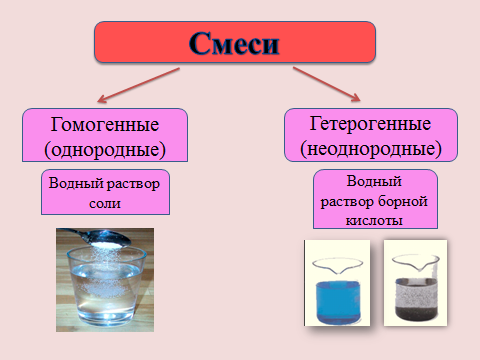 Смеси
Гомогенные
(однородные)
Гетерогенные
(неоднородные)
Водный раствор
соли
Водный
раствор борной
кислоты